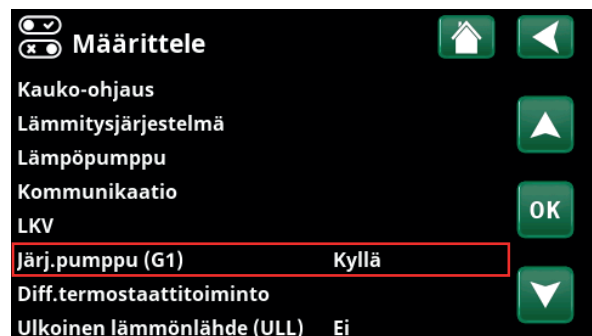 Määrittele
Kauko-ohjaus
Lämmitysjärjestelmä
Lämpöpumppu
Kommunikaatio
LKV
OK
Järj.pumppu (G1) Kyllä
Diff.termostaattitoiminto
Ulkoinen lämmönlähde (ULL) Ei